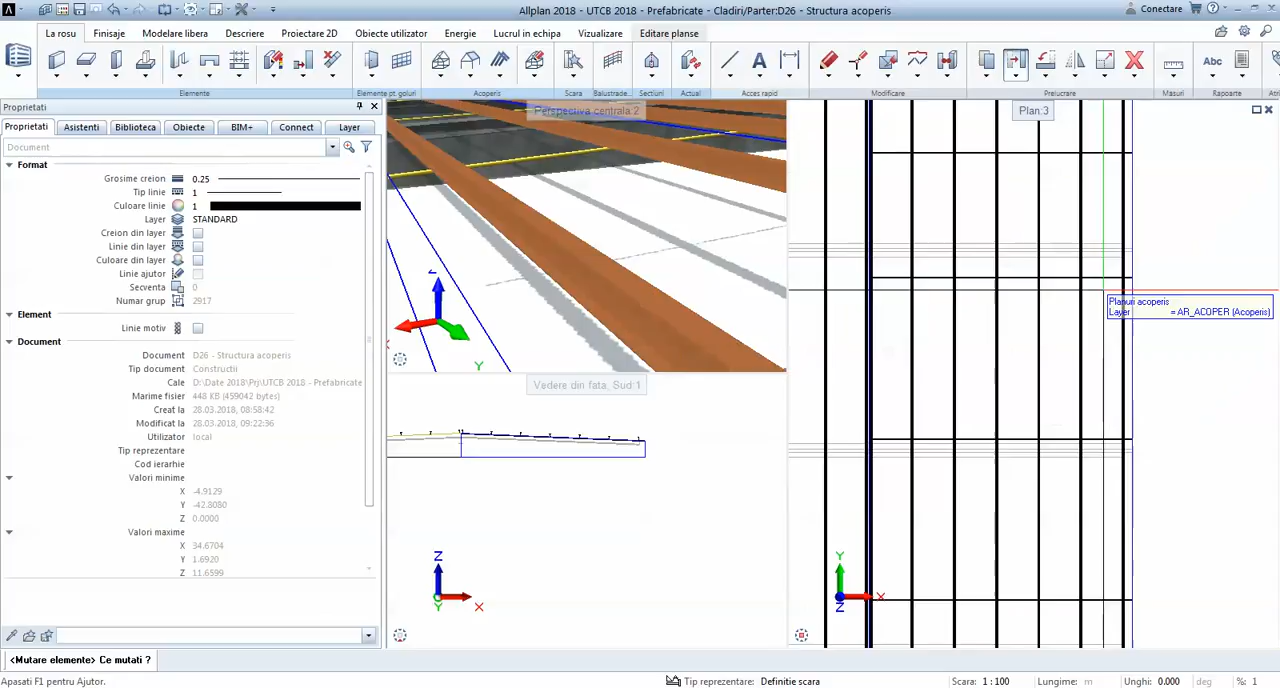 Allplan 2018 - UTCB 2018 - Prefabricate - Cladiri/Parter:D26 - Structura acoperis
Conectare
La rosu
Finisaje
Modelare libera
Descriere
Proiectare 2D
Obiecte utilizator
Energie
Lucrul in echipa
Vizualizare
Editare planse
Abc
Elemente
Elemente pt. goluri
Acoperis
Scara
Balustrade...
Sectiuni
Actual
Acces rapid
Modificare
Prelucrare
Masuri
Rapoarte
Atri
Proprietati
Proprietati
Asistenti
Biblioteca
Obiecte
BIM+
Connect
Layer
Document
Format
Grosime creion 0.25
Tip linie 1
Culoare linie 1
Layer STANDARD
Creion din layer
Linie din layer
Culoare din layer
Linie ajutor
Secventa 0
Numar grup 2917
Element
Linie motiv
Document
Document D26 - Structura acoperis
Tip document Constructii
Cale D:\Date 2018\Prj\UTCB 2018 - Prefabricate
Marime fisier 448 KB (459042 bytes)
Creat la 28.03.2018, 08:58:42
Modificat la 28.03.2018, 09:22:36
Utilizator local
Tip reprezentare
Cod ierarhie
Valori minime
X -4.9129
Y -42.8080
Z 0.0000
Valori maxime
X 34.6704
Y 1.6920
Z 11.6599
Perspectiva centrala:2
Z
X
Y
Vedere din fata, Sud:1
Z
Y
X
Plan:3
Planuri acoperis
Layer = AR_ACOPER (Acoperis)
Y
Z
X
<Mutare elemente> Ce mutati ?
Apasati F1 pentru Ajutor.
Tip reprezentare: Definitie scara
Scara: 1 : 100
Lungime: m
Unghi: 0.000 deg
%: 1